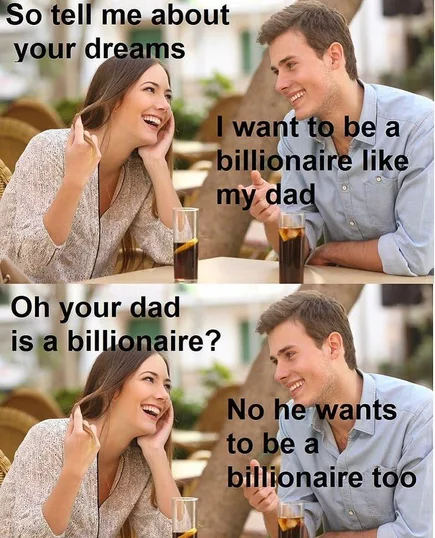 So tell me about
your dreams
I want to be a
billionaire like
my dad
Oh your dad
is a billionaire?
No he wants
to be a
billionaire too